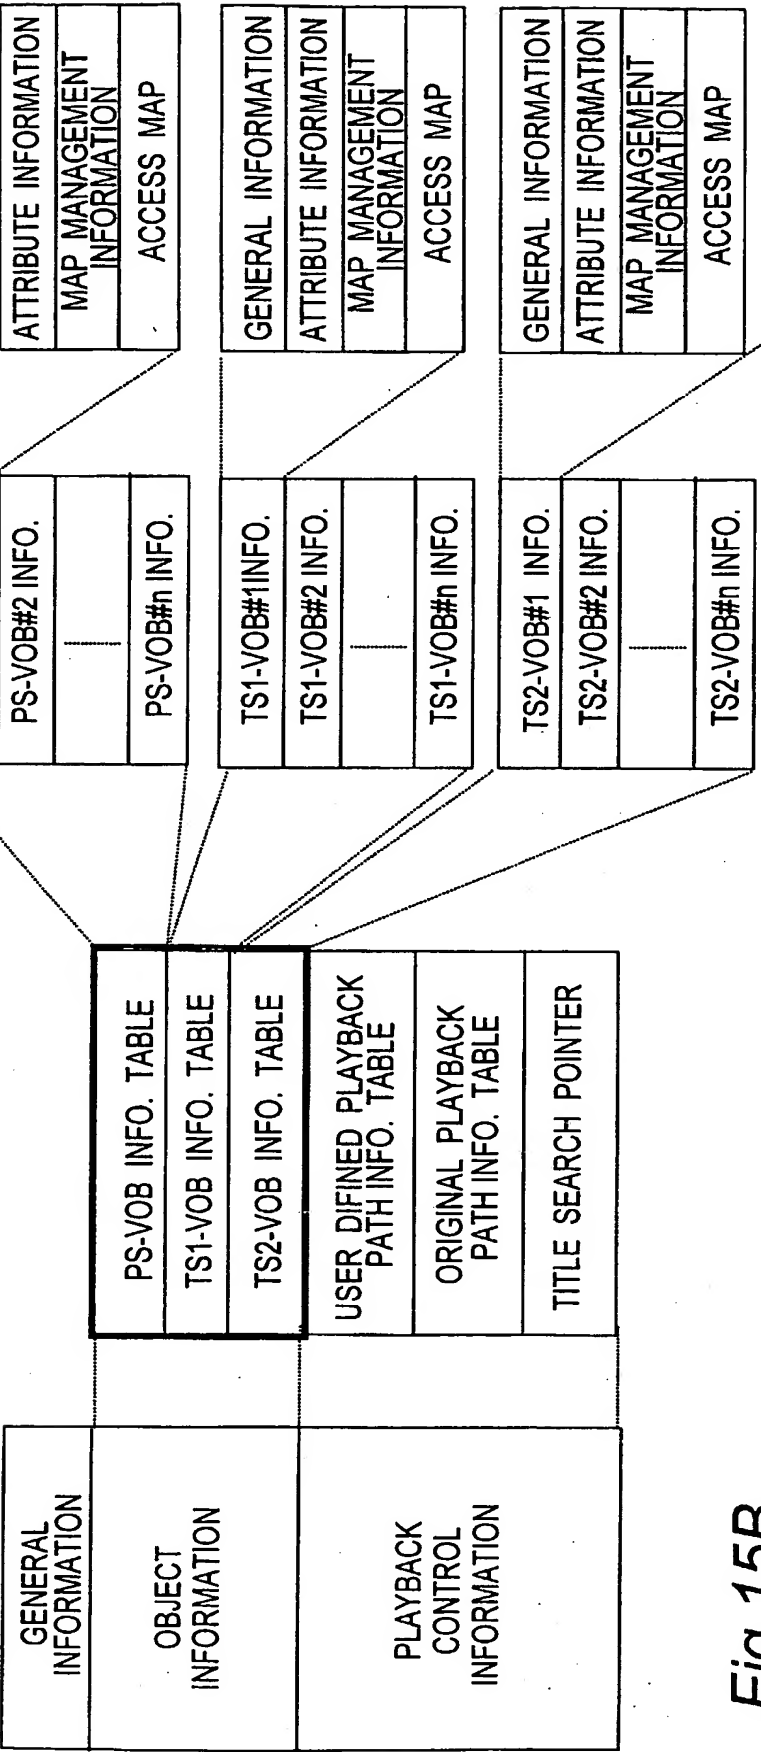 GENERAL
INFORMATION
OBJECT
INFORMATION
PLAYBACK
CONTROL
INFORMATION
PS-VOB INFO. TABLE
TS1-VOB INFO. TABLE
TS2-VOB INFO. TABLE
USER DIFINED PLAYBACK
PATH INFO. TABLE
ORIGINAL PLAYBACK
PATH INFO. TABLE
TITLE SEARCH POINTER
PS-VOB#2 INFO.
PS-VOB#n INFO.
TS1-VOB#1INFO.
TS1-VOB#2 INFO.
TS1-VOB#n INFO.
TS2-VOB#1 INFO.
TS2-VOB#2 INFO.
TS2-VOB#n INFO.
ATTRIBUTE INFORMATION
MAP MANAGEMENT
INFORMATION
ACCESS MAP
GENERAL INFORMATION
ATTRIBUTE INFORMATION
MAP MANAGEMENT
INFORMATION
ACCESS MAP
GENERAL INFORMATION
ATTRIBUTE INFORMATION
MAP MANAGEMENT
INFORMATION
ACCESS MAP
Fig.15B